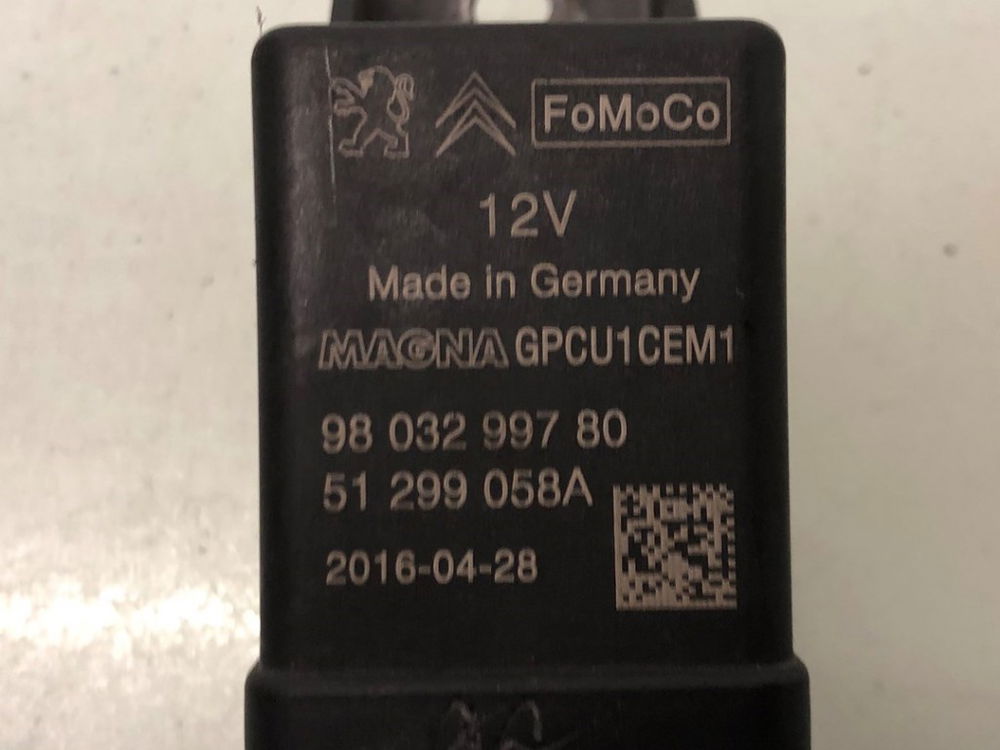 FoMoCo
12V
Made in Germany
MAGNA GPCU1CEM1
98 032 997 80
51 299 058A
2016-04-28